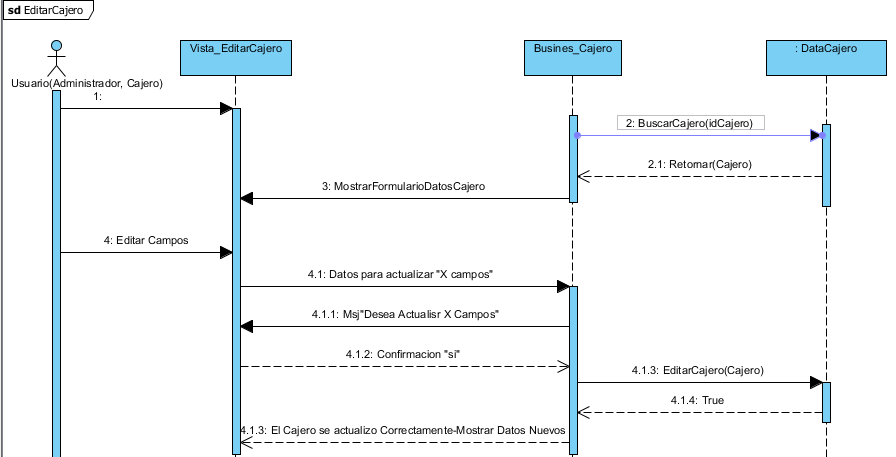 sd EditarCajero
Vista_EditarCajero
Busines_Cajero
: DataCajero
Usuario(Administrador, Cajero)
1:
2: BuscarCajero(idCajero)
2.1: Retornar(Cajero)
3: MostrarFormularioDatosCajero
4: Editar Campos
4.1: Datos para actualizar "X campos"
4.1.1: Msj"Desea Actualisr X Campos"
4.1.2: Confirmacion "si"
4.1.3: EditarCajero(Cajero)
4.1.4: True
4.1.3: El Cajero se actualizo Correctamente-Mostrar Datos Nuevos